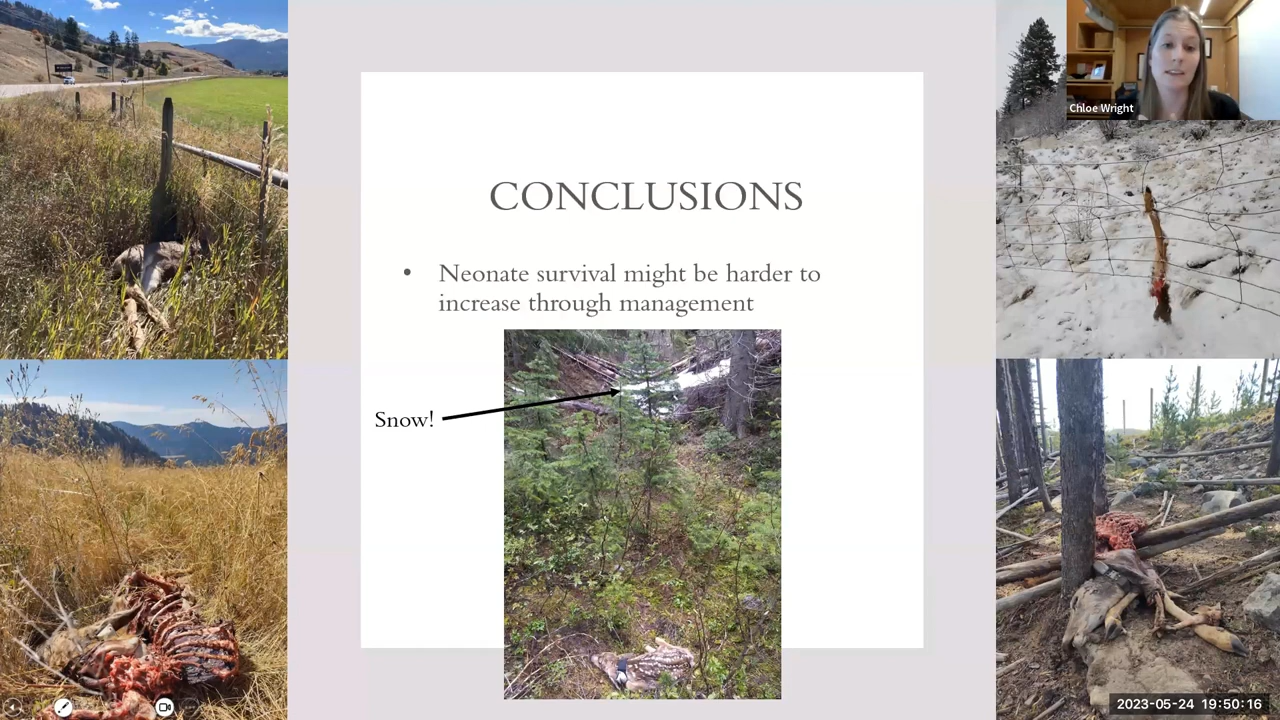 Chloe Wright
CONCLUSIONS
• Neonate survival might be harder to
increase through management
Snow!
2023-05-24 19:50:16